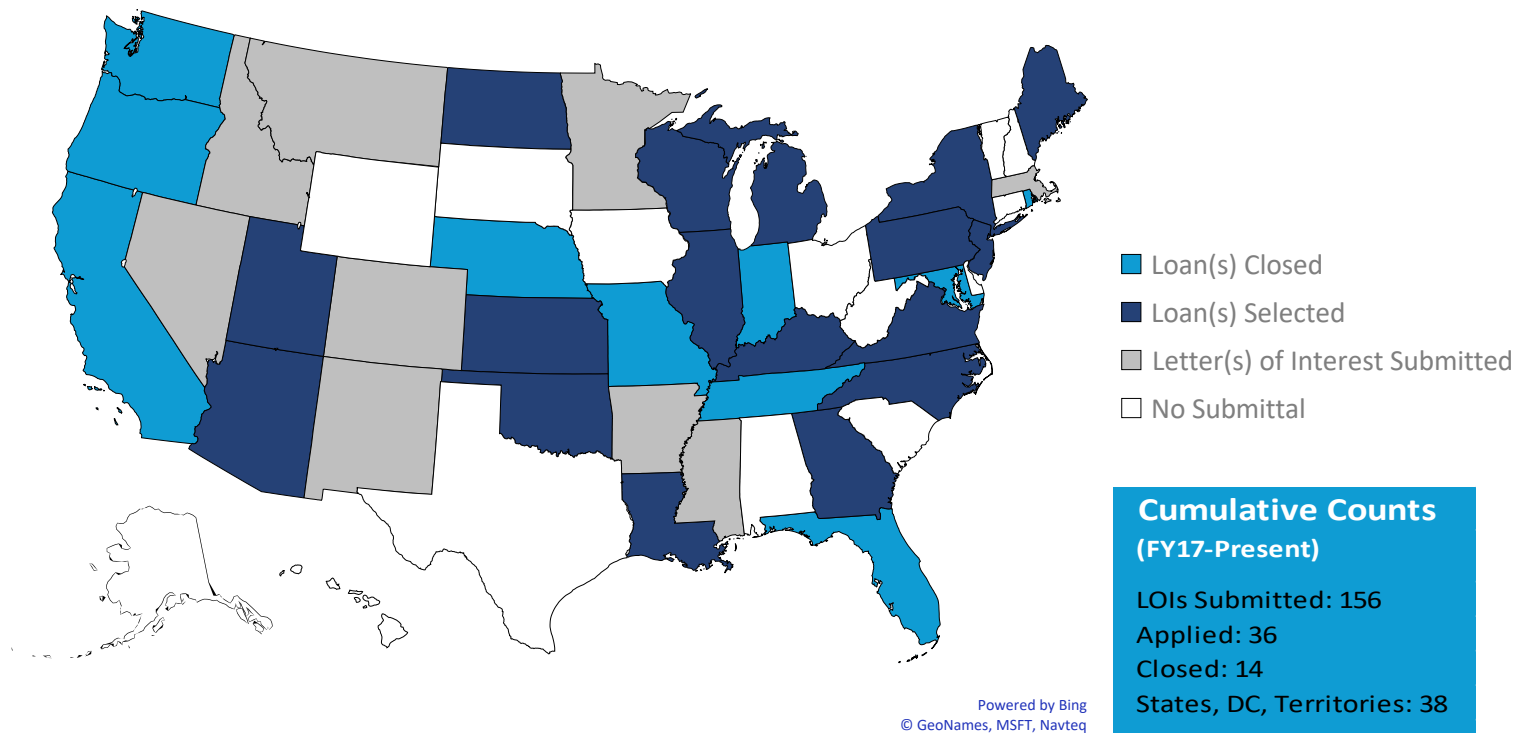 Loan(s) Closed
Loan(s) Selected
Letter(s) of Interest Submitted
No Submittal
Cumulative Counts
(FY17-Present)
LOIs Submitted: 156
Applied: 36
Closed: 14
States, DC, Territories: 38
Powered by Bing
© GeoNames, MSFT, Navteq